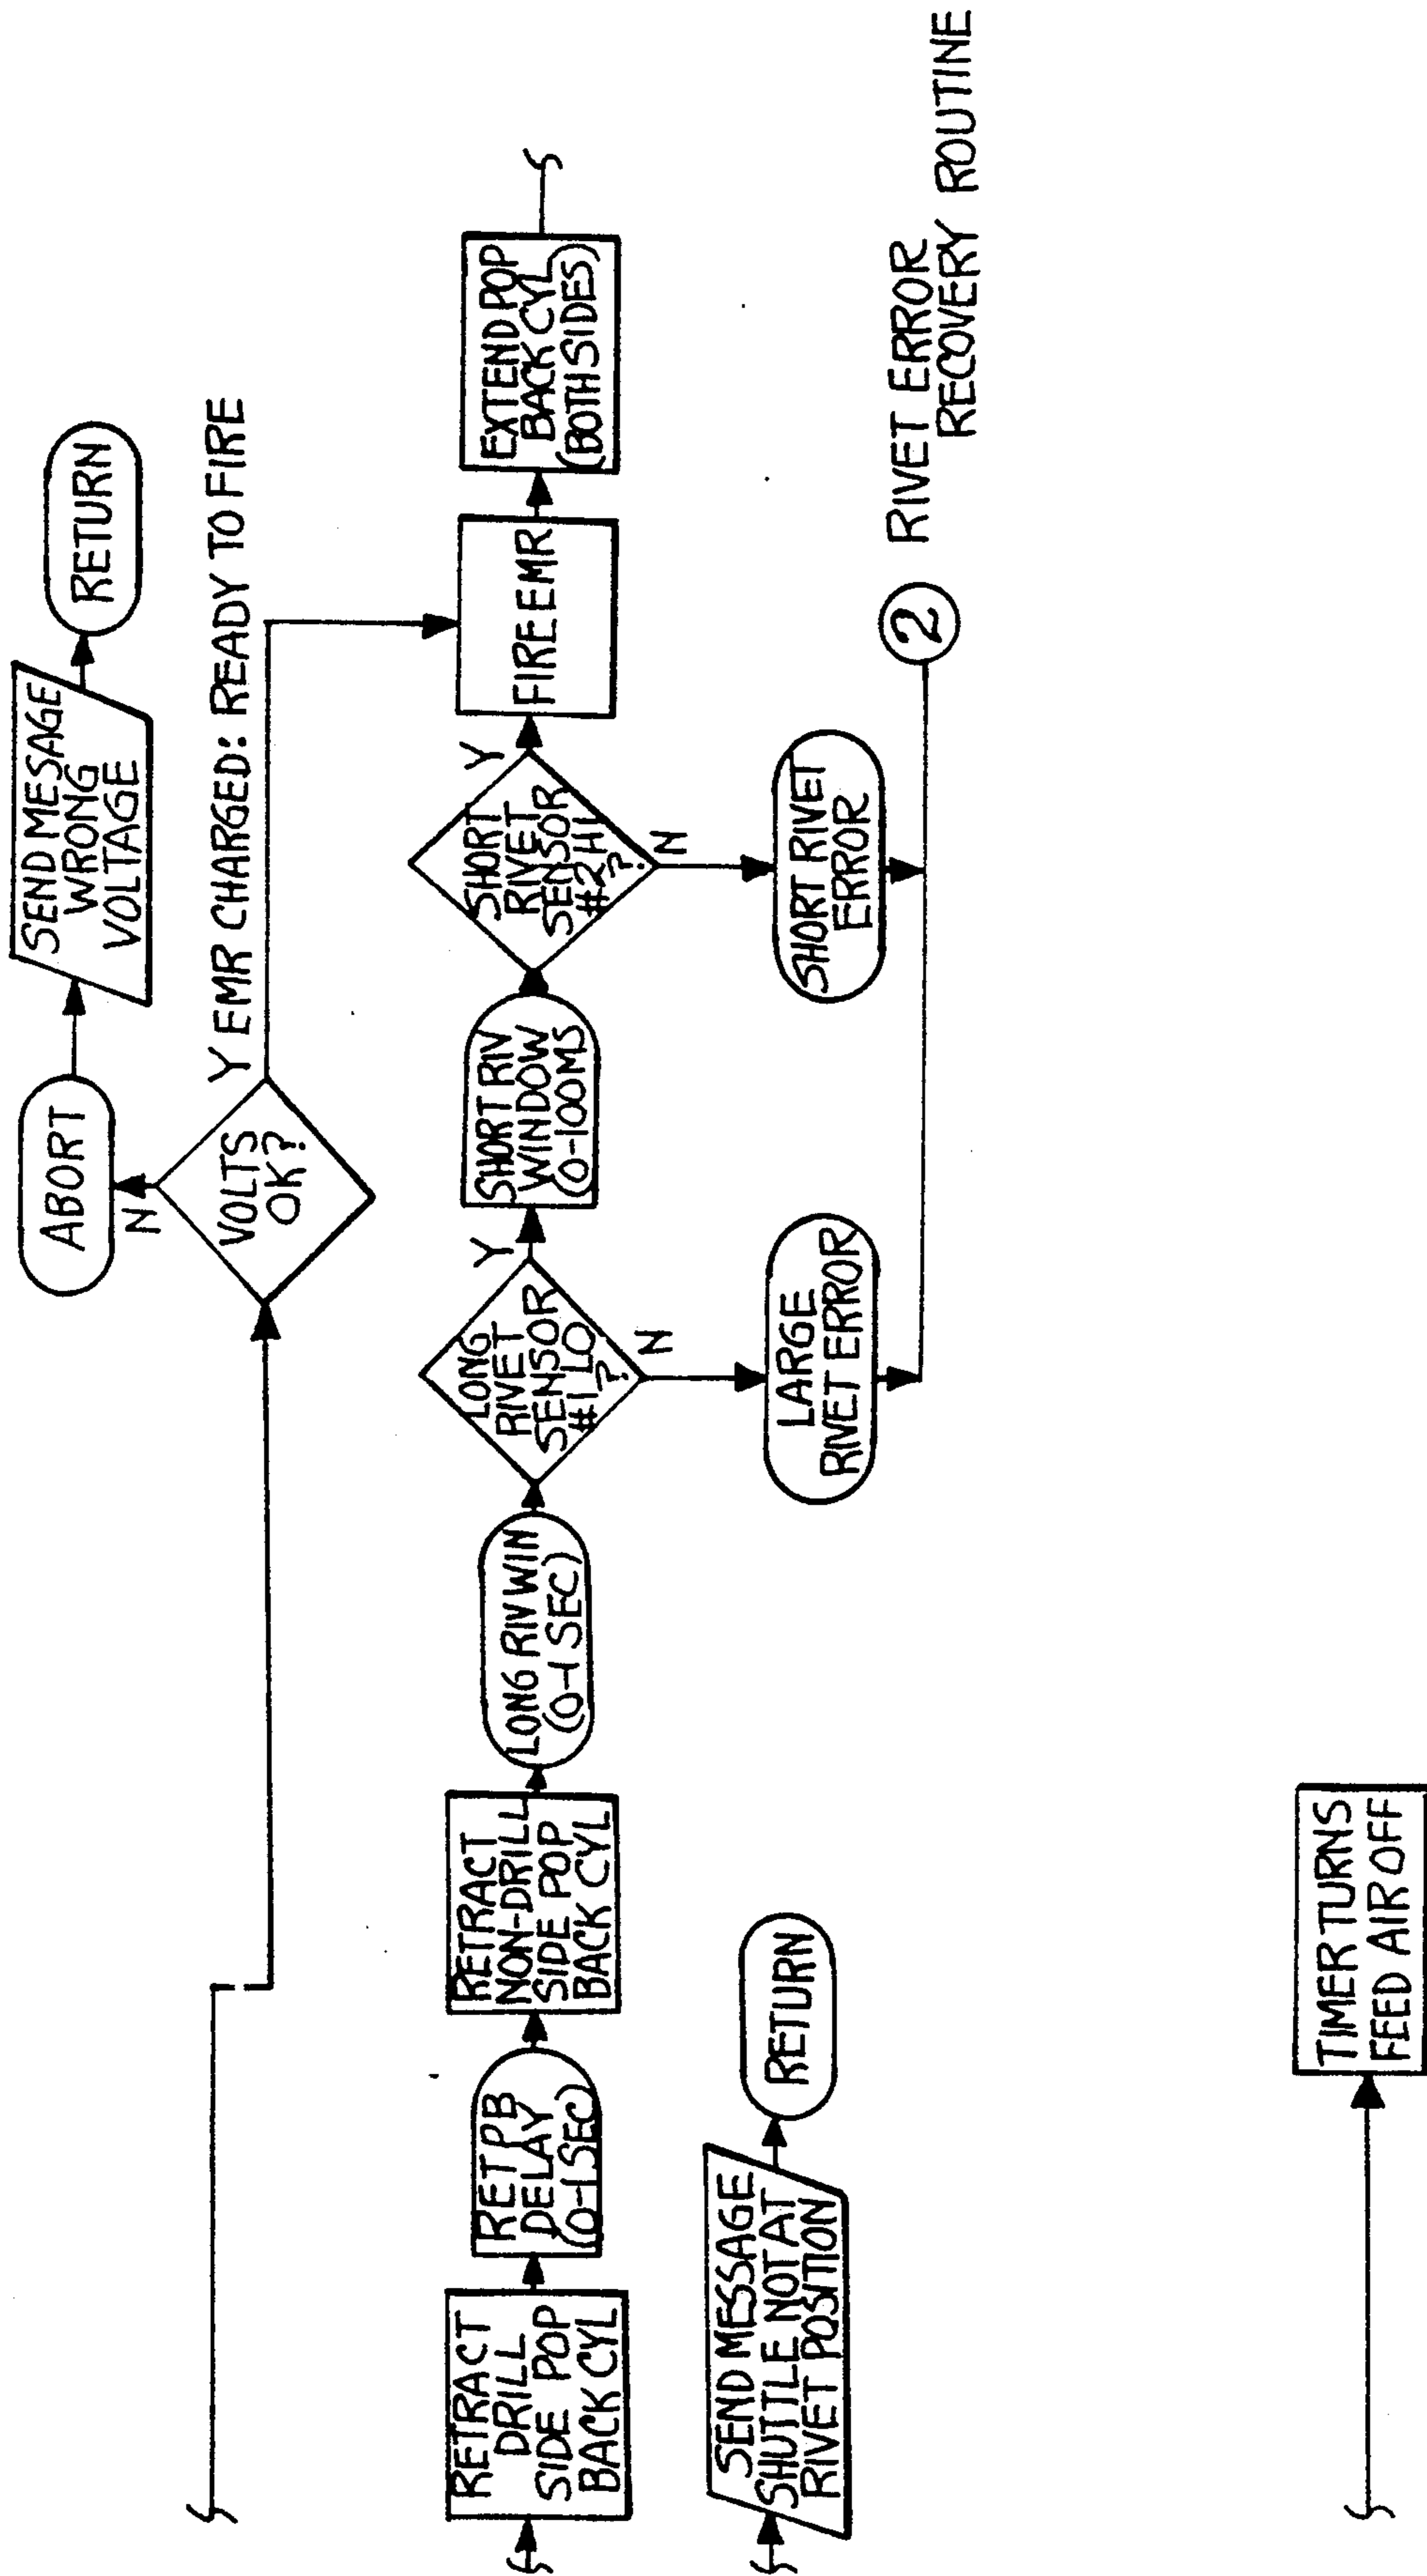 SEND MESSAGE
WRONG
VOLTAGE
RETURN
ABORT
N
VOLTS
OK?
Y EMR CHARGED: READY TO FIRE
RETRACT
DRILL
SIDE POP
BACK CYL
RET PB
DELAY
(0-1SEC)
RETRACT
NON-DRILL
SIDE POP
BACK CYL
LONG RIV WIN
(0-1 SEC)
LONG
RIVET
SENSOR
#1 LO
?
Y
N
SHORT RIV
WINDOW
(0-100MS
SHORT
RIVET
SENSOR
#2 HI
?
Y
N
FIRE EMR
EXTEND POP
BACK CYL
(BOTH SIDES)
SEND MESSAGE
SHUTTLE NOT AT
RIVET POSITION
RETURN
LARGE
RIVET ERROR
SHORT RIVET
ERROR
2
RIVET ERROR
RECOVERY ROUTINE
TIMER TURNS
FEED AIR OFF